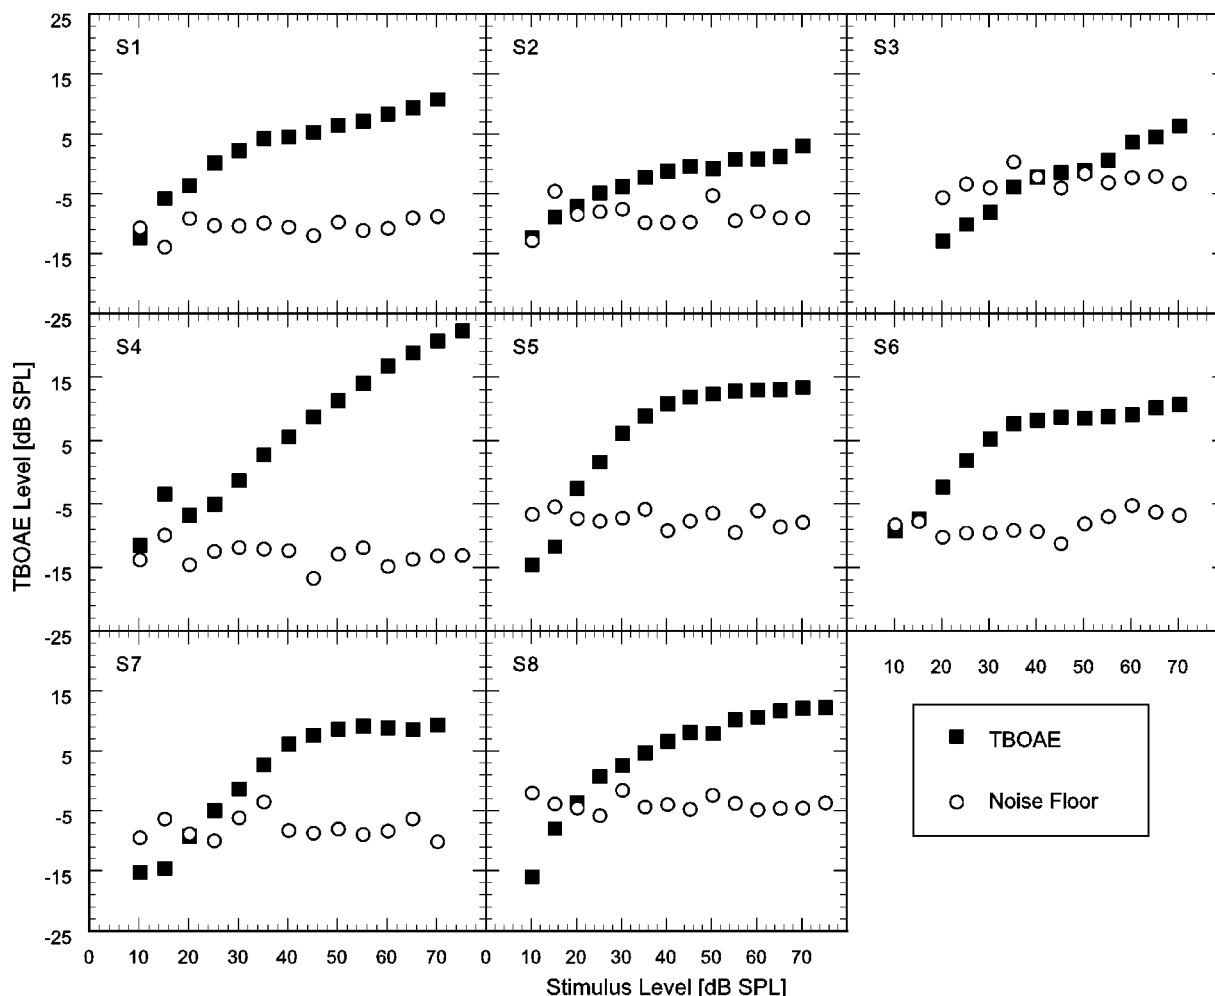 25
S1
S2
S3
15
5
-5
-15
-25
S4
S5
S6
15
5
-5
-15
TBOAE Level [dB SPL]
-25
S7
S8
10 20 30 40 50 60 70
15
TBOAE
5
Noise Floor
-5
-15
-25
0 10 20 30 40 50 60 70 0 10 20 30 40 50 60 70
Stimulus Level [dB SPL]